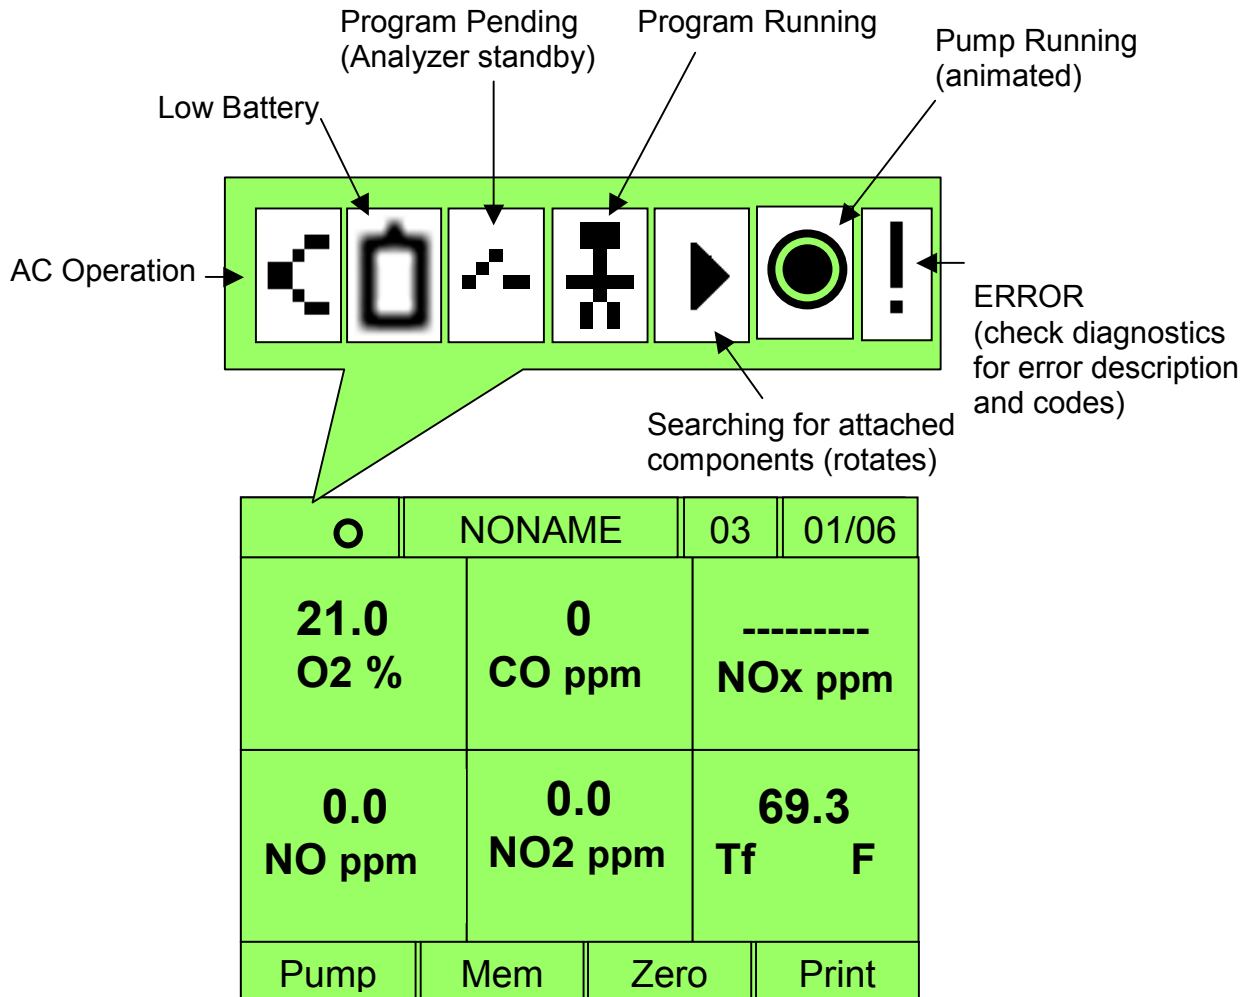 Program Pending
(Analyzer standby)
Program Running
Pump Running
(animated)
Low Battery
AC Operation
!
ERROR
(check diagnostics
for error description
and codes)
Searching for attached
components (rotates)
NONAME 03 01/06
21.0 0 ---------
O2 % CO ppm NOx ppm
0.0 0.0 69.3
NO ppm NO2 ppm Tf F
Pump Mem Zero Print